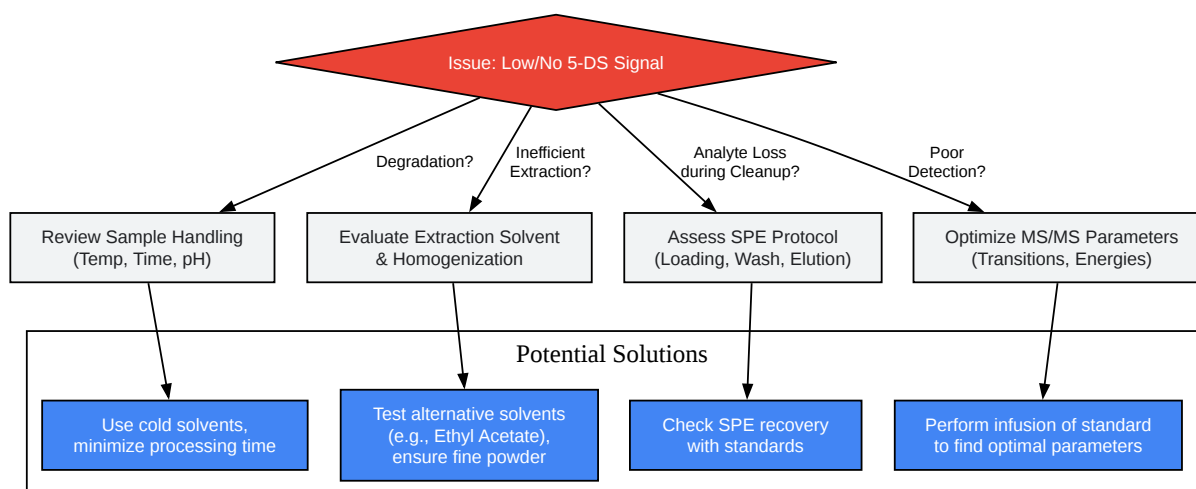 Issue: Low/No 5-DS Signal
Degradation?
Inefficient
Extraction?
Analyte Loss
during Cleanup?
Poor
Detection?
Review Sample Handling
(Temp, Time, pH)
Evaluate Extraction Solvent
& Homogenization
Assess SPE Protocol
(Loading, Wash, Elution)
Optimize MS/MS Parameters
(Transitions, Energies)
Potential Solutions
Use cold solvents,
minimize processing time
Test alternative solvents
(e.g., Ethyl Acetate),
ensure fine powder
Check SPE recovery
with standards
Perform infusion of standard
to find optimal parameters